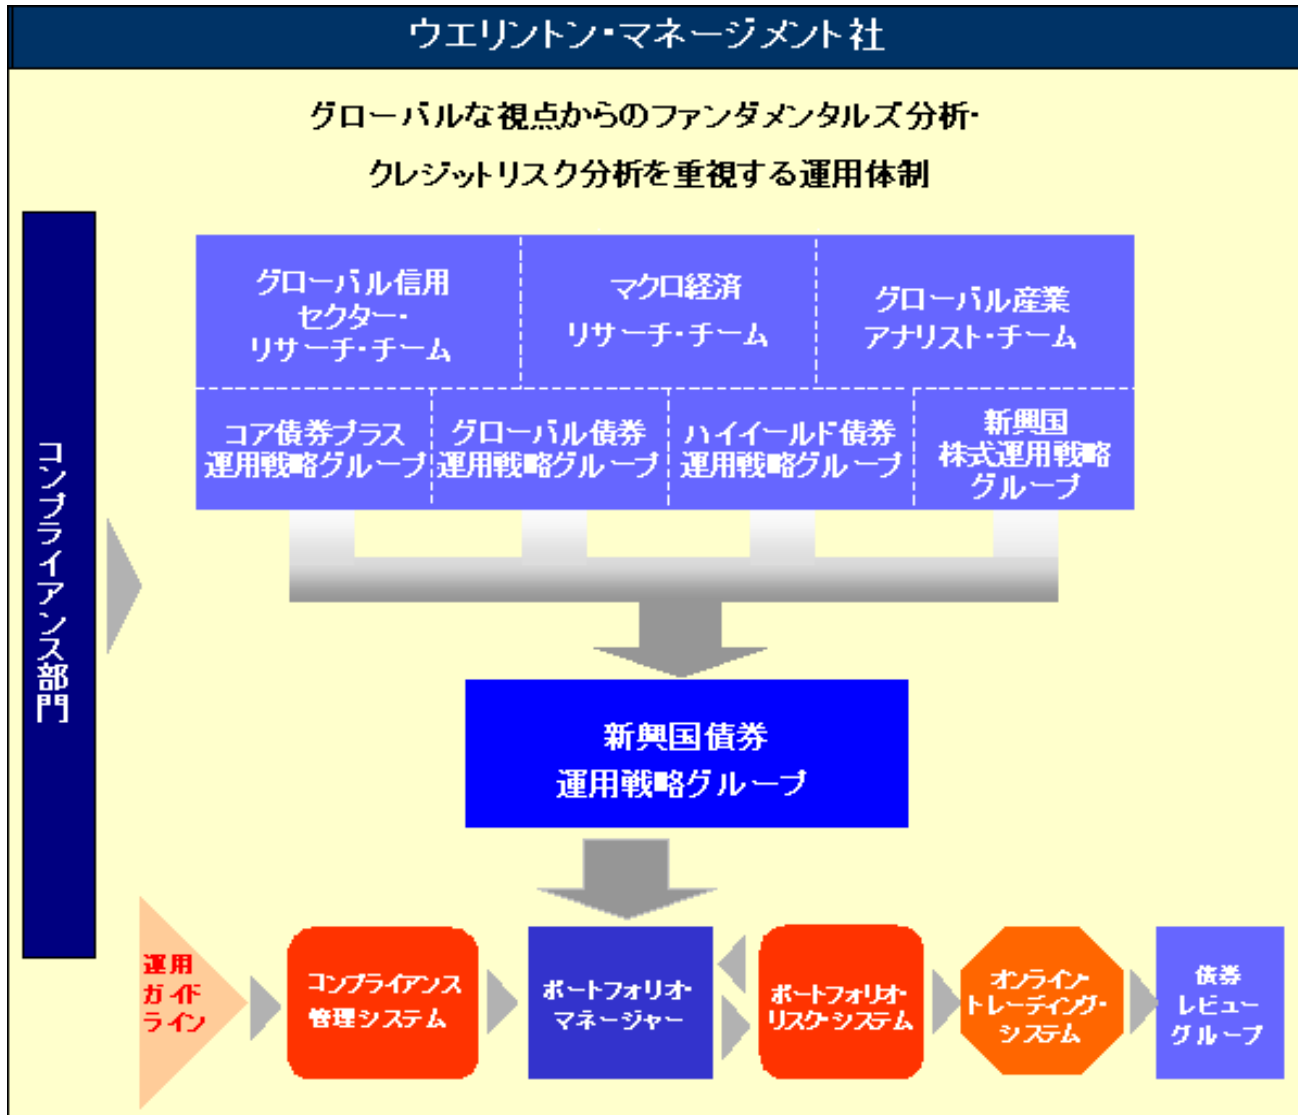 ウエリントン・マネージメント社
グローバルな視点からのファンダメンタルズ分析・
クレジットリスク分析を重視する運用体制
コンプライアンス部門
グローバル信用
セクター・
リサーチ・チーム
マクロ経済
リサーチ・チーム
グローバル産業
アナリスト・チーム
コア債券プラス
運用戦略グループ
グローバル債券
運用戦略グループ
ハイイールド債券
運用戦略グループ
新興国
株式運用戦略
グループ
新興国債券
運用戦略グループ
運用
ガイド
ライン
コンプライアンス
管理システム
ポートフォリオ・
マネージャー
ポートフォリオ・
リスク・システム
オンライン・
トレーディング・
システム
債券
レビュー
グループ